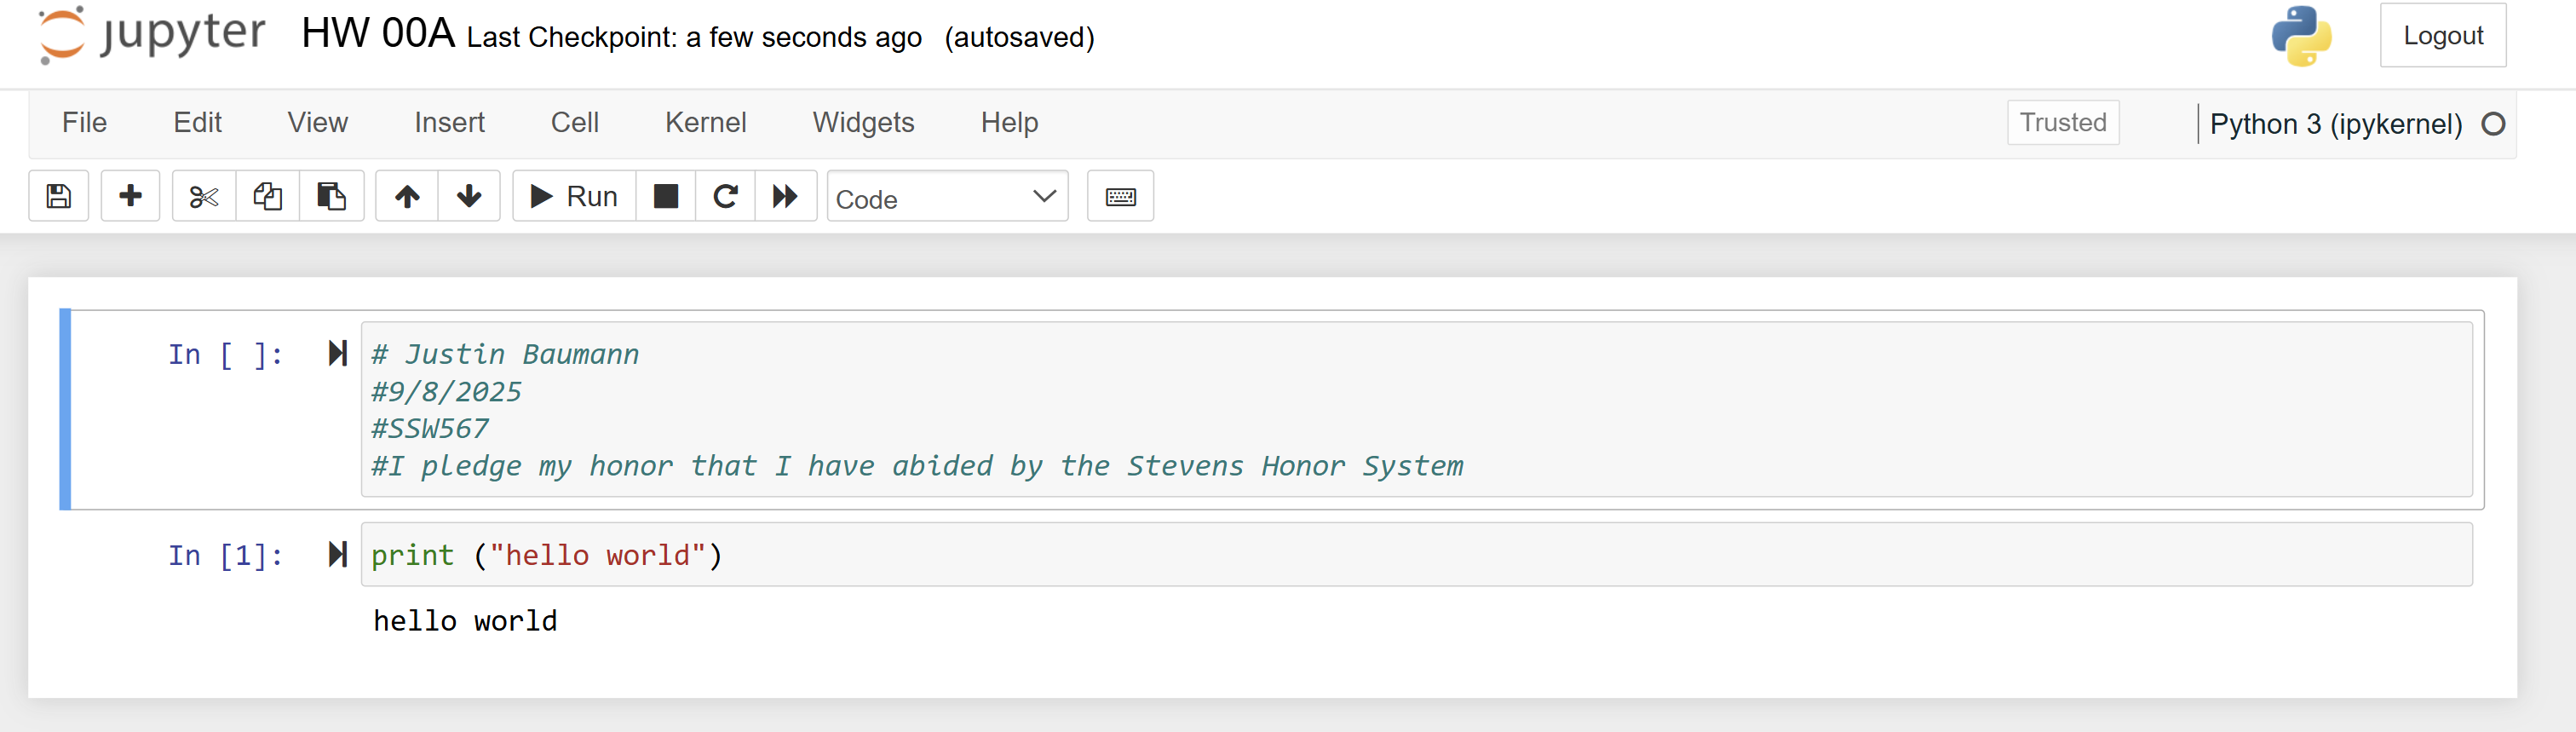 jupyter HW 00A Last Checkpoint: a few seconds ago (autosaved) Logout
File Edit View Insert Cell Kernel Widgets Help Trusted Python 3 (ipykernel)
Run Code
In [ ]: # Justin Baumann
#9/8/2025
#SSW567
#I pledge my honor that I have abided by the Stevens Honor System
In [1]: print ("hello world")
hello world